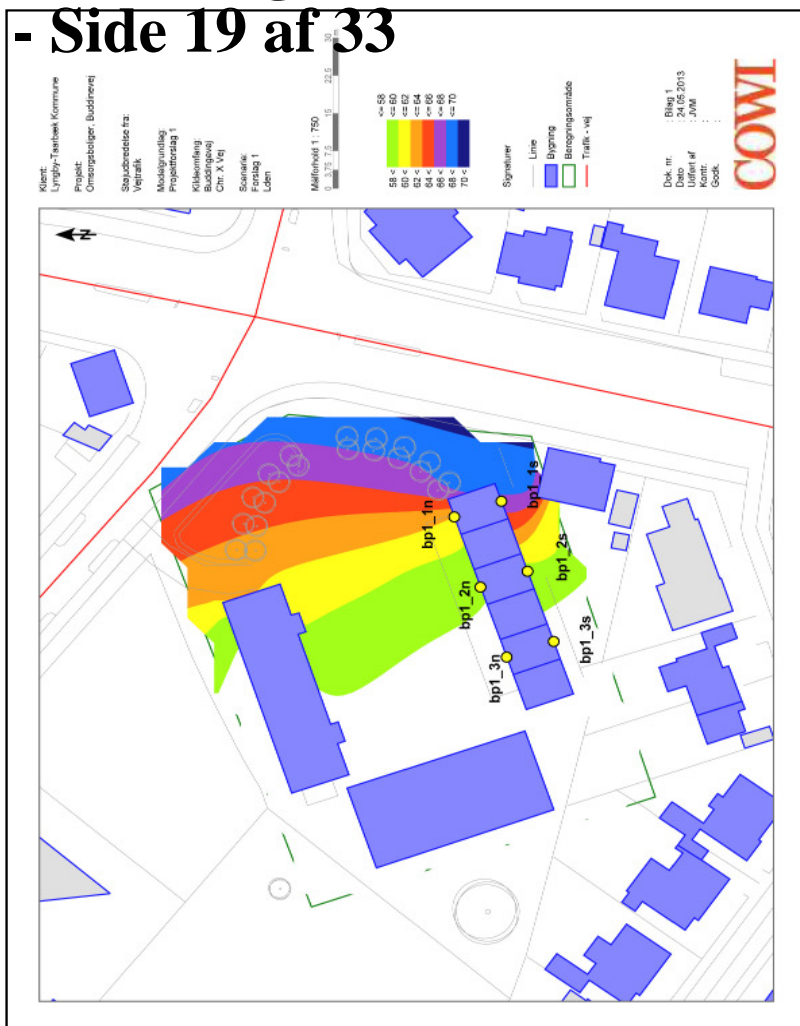 - Side 19 af 33
Klient:
Lyngby-Taarbæk Kommune
Projekt:
Omsorgsboliger, Buddinevej
Støjudbredelse fra:
Vejtrafik
Modelgrundlag:
Projektforslag 1
Kildeomfang:
Buddingevej
Chr. X Vej
Scenarie:
Forslag 1
Lden
Målforhold 1 : 750
0 3.75 7.5 15 22.5 30
m
58 < <= 58
60 < <= 60
62 < <= 62
64 < <= 64
66 < <= 66
68 < <= 68
70 < <= 70
Signaturer
Linie
Bygning
Beregningsområde
Trafik - vej
Dok. nr. : Bilag 1
Dato : 24.05.2013
Udført af : JVM
Kontr. :
Godk. :
COWI
N
bp1_1n
bp1_1s
bp1_2n
bp1_2s
bp1_3n
bp1_3s